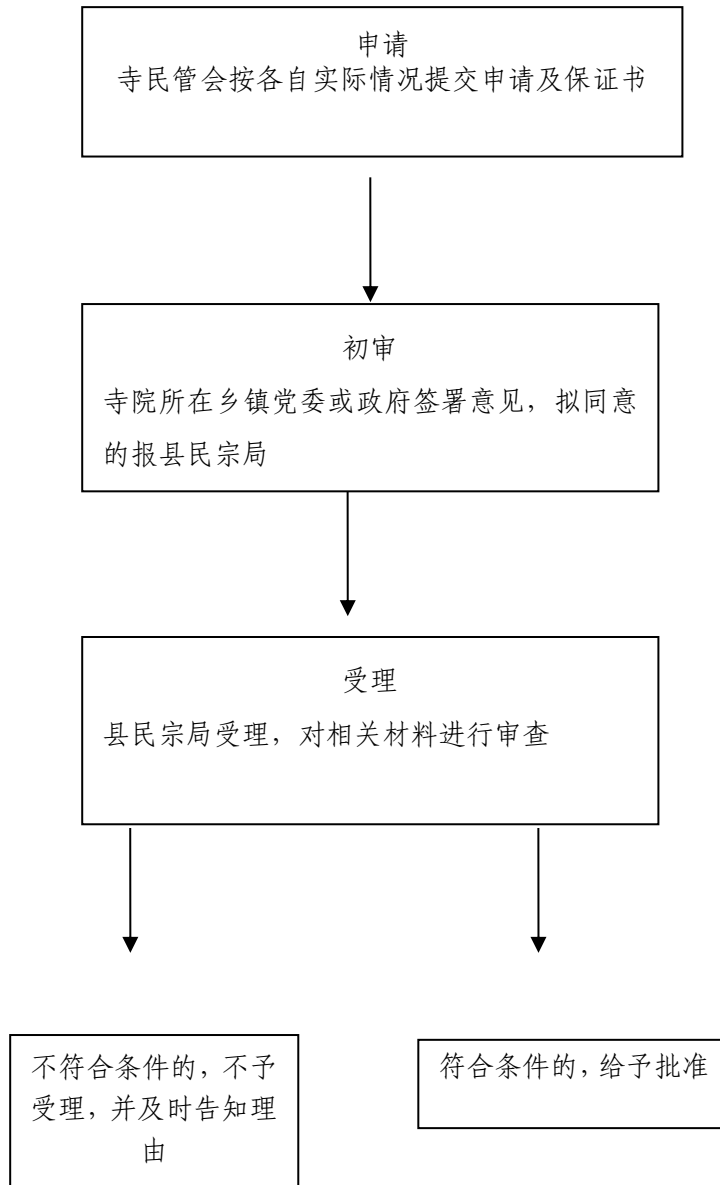 申请
寺民管会按各自实际情况提交申请及保证书
初审
寺院所在乡镇党委或政府签署意见，拟同意
的报县民宗局
受理
县民宗局受理，对相关材料进行审查
不符合条件的，不予
受理，并及时告知理
由
符合条件的，给予批准